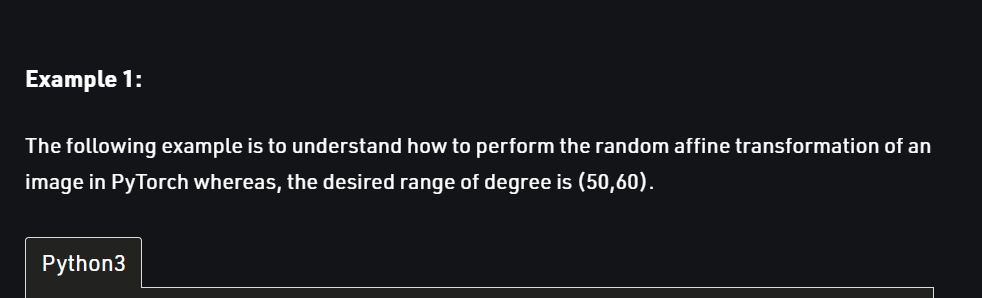 Example 1:
The following example is to understand how to perform the random affine transformation of an
image in PyTorch whereas, the desired range of degree is (50,60).
Python3